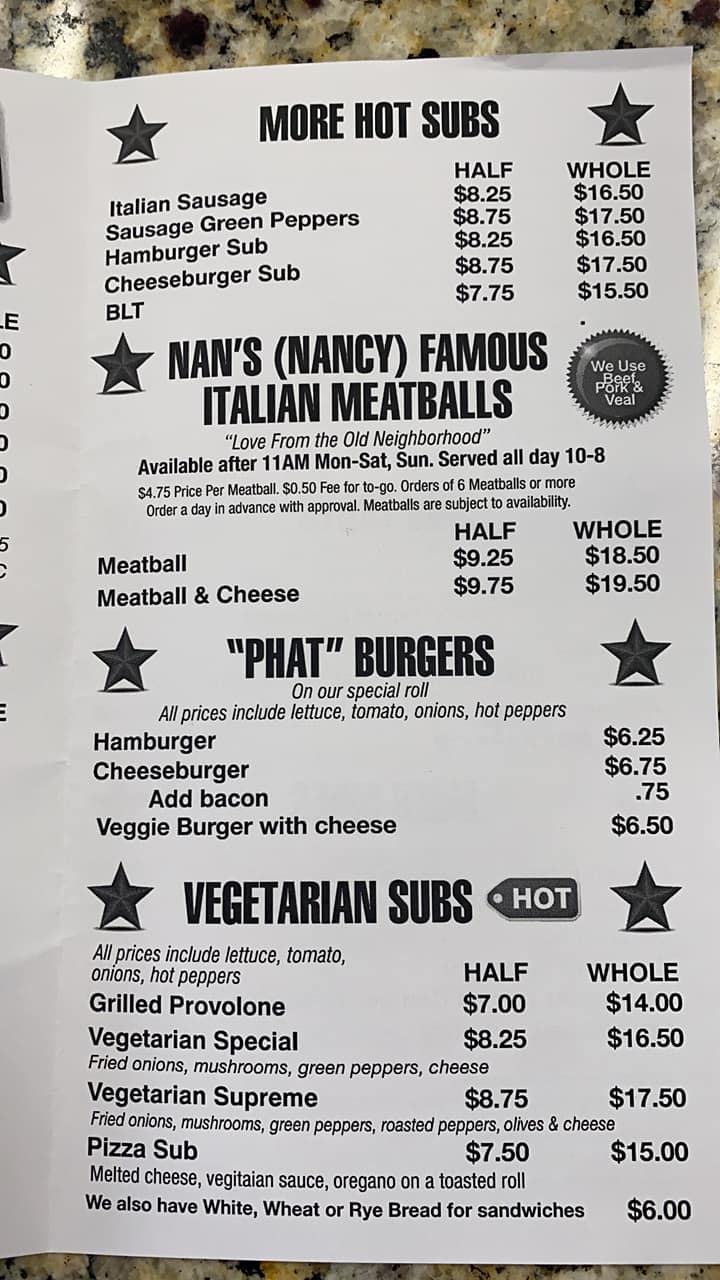 MORE HOT SUBS
HALF WHOLE
Italian Sausage $8.25 $16.50
Sausage Green Peppers $8.75 $17.50
Hamburger Sub $8.25 $16.50
Cheeseburger Sub $8.75 $17.50
BLT $7.75 $15.50
NAN'S (NANCY) FAMOUS
ITALIAN MEATBALLS
We Use
Beef,
Pork &
Veal
"Love From the Old Neighborhood"
Available after 11AM Mon-Sat, Sun. Served all day 10-8
$4.75 Price Per Meatball. $0.50 Fee for to-go. Orders of 6 Meatballs or more
Order a day in advance with approval. Meatballs are subject to availability.
HALF WHOLE
Meatball $9.25 $18.50
Meatball & Cheese $9.75 $19.50
"PHAT" BURGERS
On our special roll
All prices include lettuce, tomato, onions, hot peppers
Hamburger $6.25
Cheeseburger $6.75
Add bacon .75
Veggie Burger with cheese $6.50
VEGETARIAN SUBS HOT
All prices include lettuce, tomato,
onions, hot peppers HALF WHOLE
Grilled Provolone $7.00 $14.00
Vegetarian Special $8.25 $16.50
Fried onions, mushrooms, green peppers, cheese
Vegetarian Supreme $8.75 $17.50
Fried onions, mushrooms, green peppers, roasted peppers, olives & cheese
Pizza Sub $7.50 $15.00
Melted cheese, vegitaian sauce, oregano on a toasted roll
We also have White, Wheat or Rye Bread for sandwiches $6.00